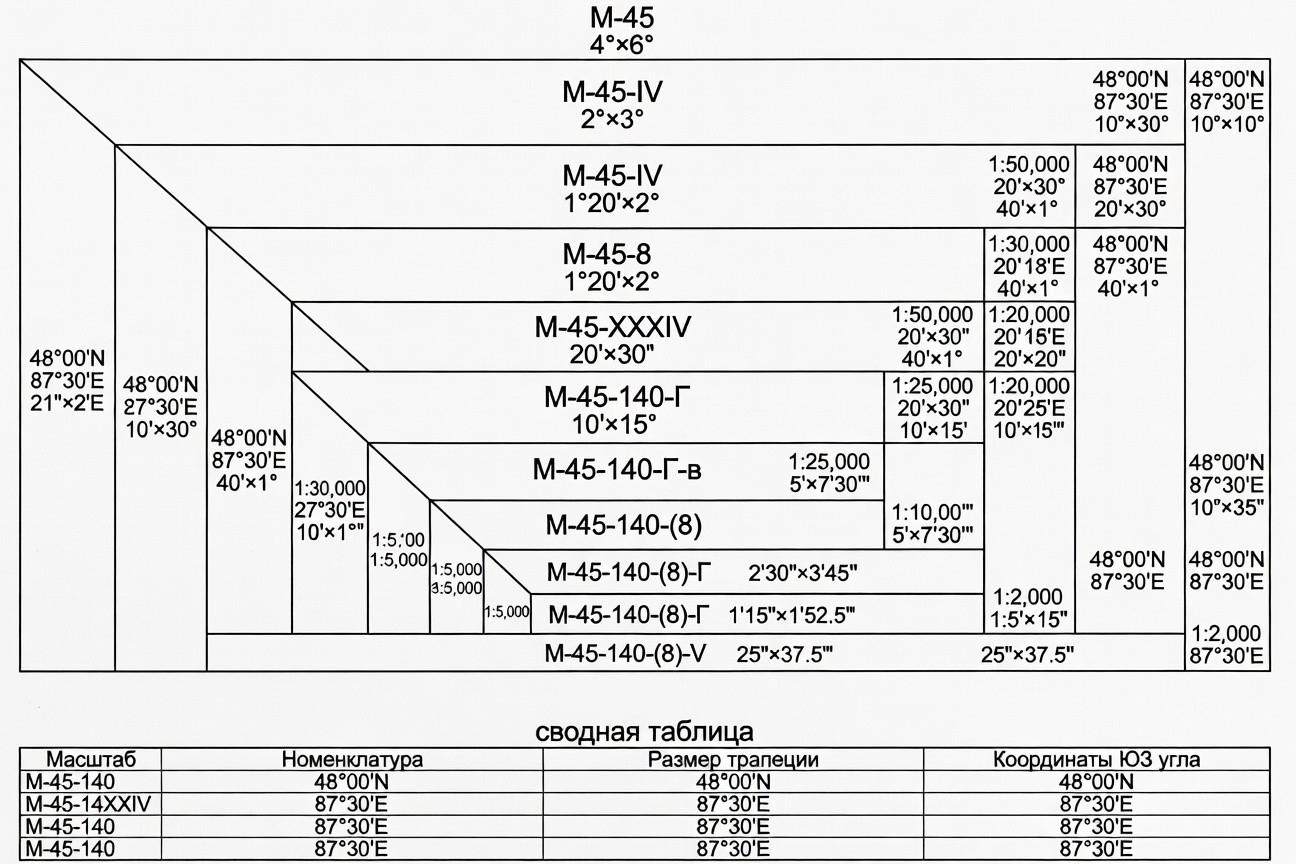 М-45
4°×6°
М-45-IV
2°×3°
48°00'N
87°30'E
10°×30°
48°00'N
87°30'E
10°×10°
М-45-IV
1°20'×2°
1:50,000
20'×30°
40'×1°
48°00'N
87°30'E
20'×30°
М-45-8
1°20'×2°
1:30,000
20'18'E
40'×1°
48°00'N
87°30'E
40'×1°
М-45-XXXIV
20'×30"
1:50,000
20'×30"
40'×1°
1:20,000
20'15'E
20'×20"
48°00'N
87°30'E
21"×2'E
48°00'N
27°30'E
10'×30°
М-45-140-Г
10'×15°
1:25,000
20'×30"
10'×15'
1:20,000
20'25'E
10'×15"'
48°00'N
87°30'E
40'×1°
М-45-140-Г-в
1:25,000
5'×7'30"'
48°00'N
87°30'E
10"×35"
1:30,000
27°30'E
10'×1°"
М-45-140-(8)
1:10,00"'
5'×7'30"'
1:5,000
1:5,000
М-45-140-(8)-Г 2'30"×3'45"
48°00'N
87°30'E
48°00'N
87°30'E
1:5,000
М-45-140-(8)-Г 1'15"×1'52.5"'
1:2,000
1:5'×15"
М-45-140-(8)-V 25"×37.5"' 25"×37.5"
1:2,000
87°30'E
сводная таблица
Масштаб Номенклатура Размер трапеции Координаты ЮЗ угла
М-45-140 48°00'N 48°00'N 48°00'N
М-45-14XXIV 87°30'E 87°30'E 87°30'E
М-45-140 87°30'E 87°30'E 87°30'E
М-45-140 87°30'E 87°30'E 87°30'E